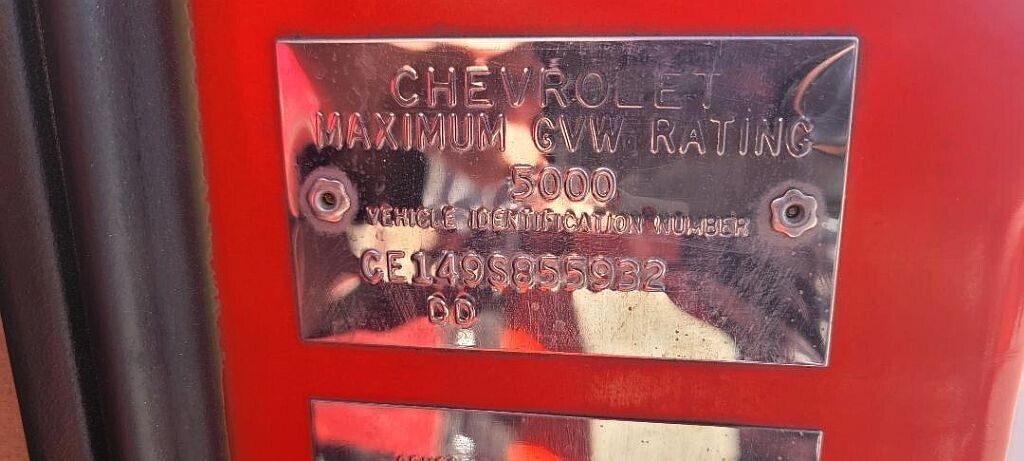 CHEVROLET
MAXIMUM GVW RATING
5000
VEHICLE IDENTIFICATION NUMBER
CE149S855932
DD